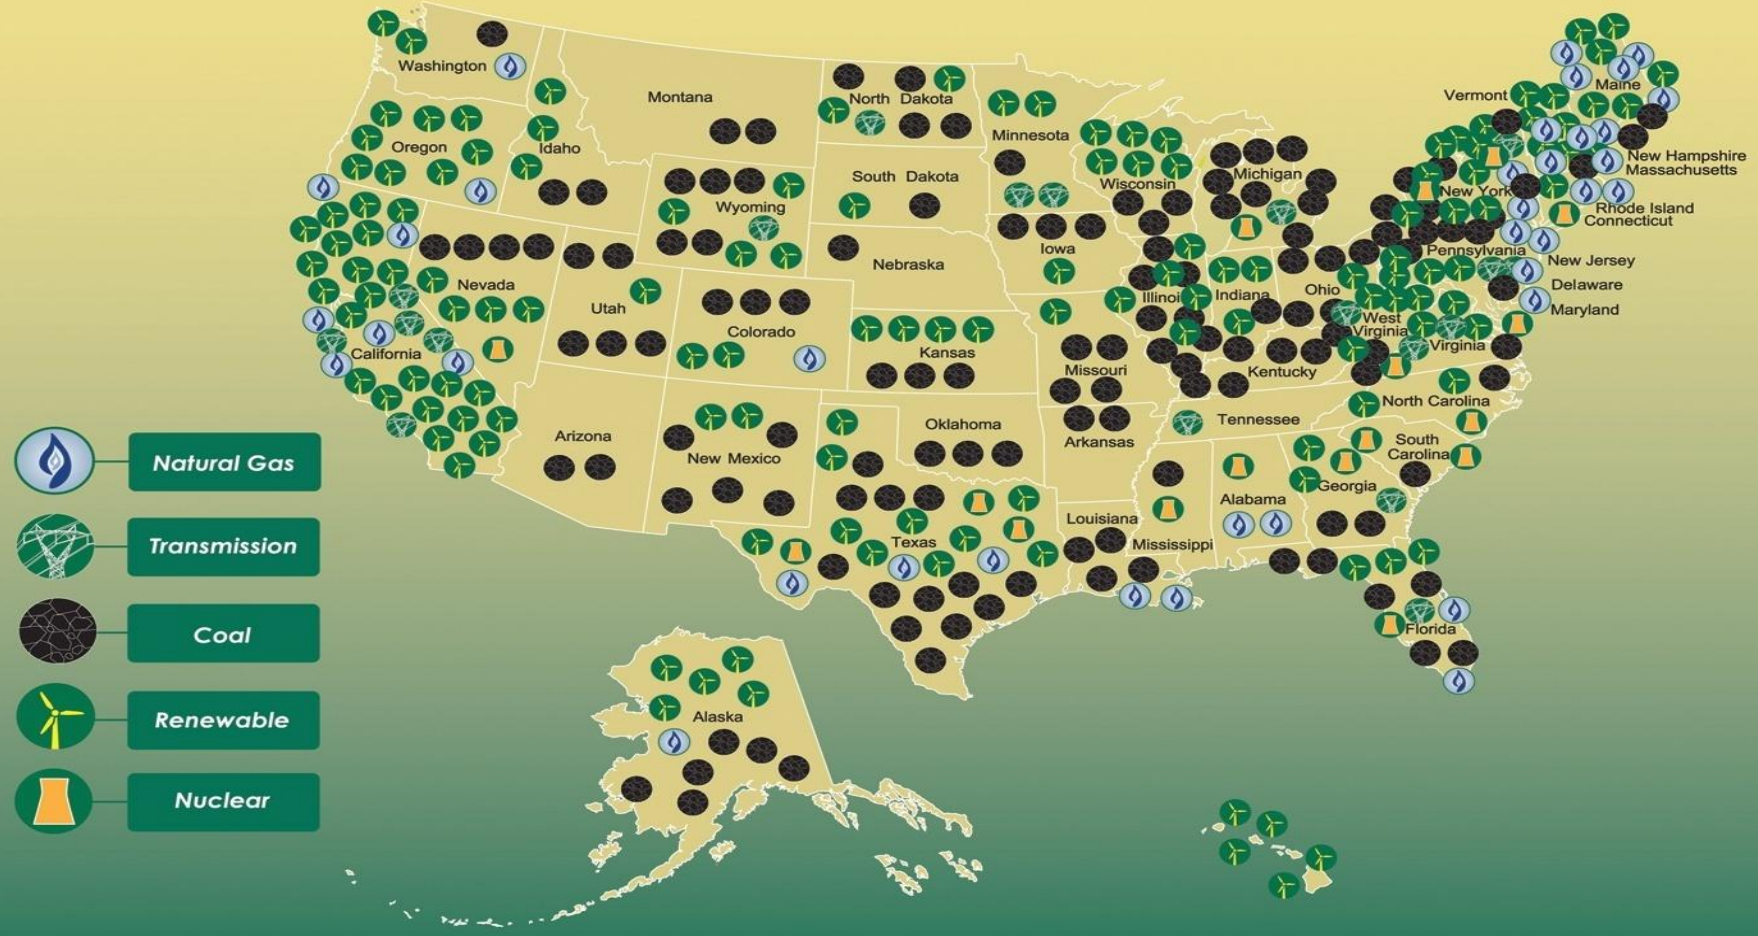 Washington
Montana
North Dakota
Minnesota
Vermont
Maine
Oregon
Idaho
South Dakota
Wisconsin
Michigan
New York
New Hampshire
Massachusetts
Rhode Island
Connecticut
Wyoming
Iowa
Pennsylvania
New Jersey
Nebraska
Nevada
Utah
Illinoi
Indiana
Ohio
Delaware
Maryland
West
Virginia
Virginia
California
Colorado
Kansas
Missouri
Kentucky
North Carolina
Tennessee
Arizona
New Mexico
Oklahoma
Arkansas
South
Carolina
Georgia
Alabama
Louisiana
Mississippi
Texas
Florida
Alaska
Natural Gas
Transmission
Coal
Renewable
Nuclear